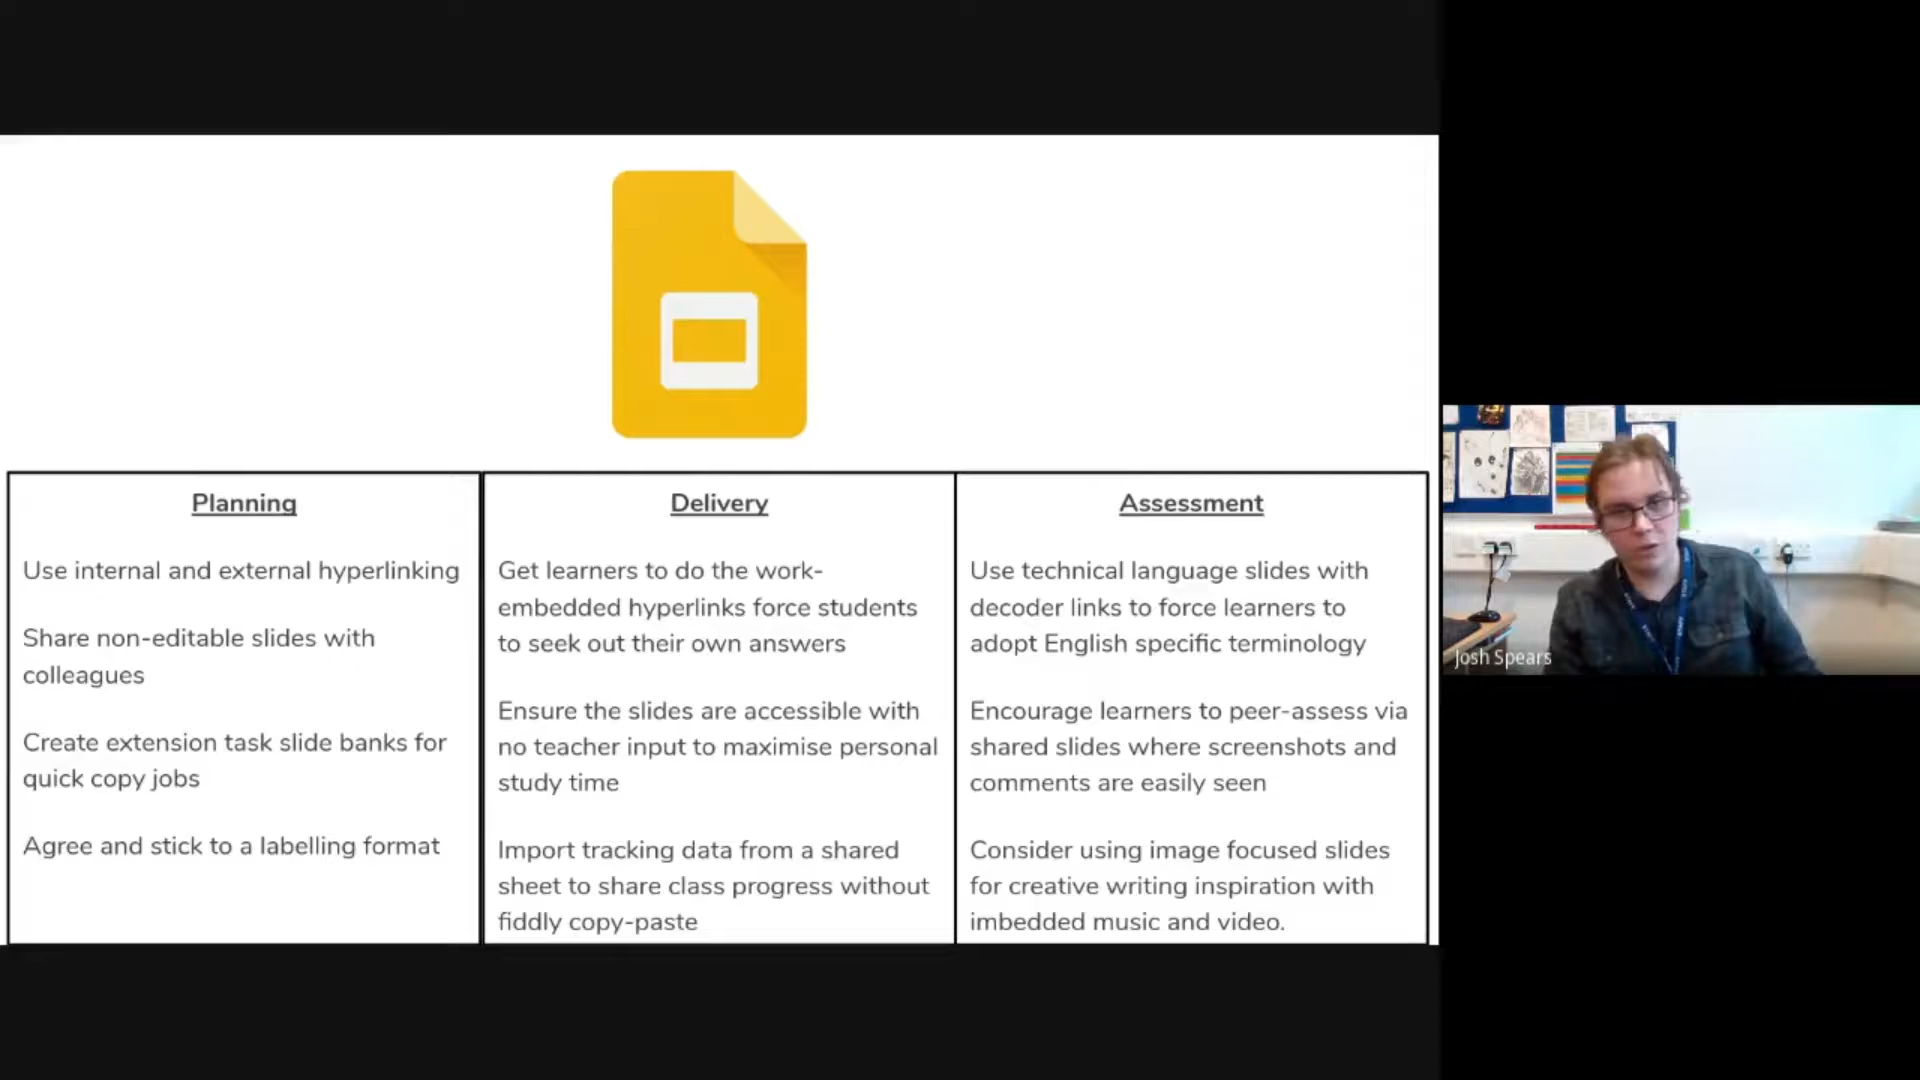 Planning
Use internal and external hyperlinking
Share non-editable slides with
colleagues
Create extension task slide banks for
quick copy jobs
Agree and stick to a labelling format
Delivery
Get learners to do the work-
embedded hyperlinks force students
to seek out their own answers
Ensure the slides are accessible with
no teacher input to maximise personal
study time
Import tracking data from a shared
sheet to share class progress without
fiddly copy-paste
Assessment
Use technical language slides with
decoder links to force learners to
adopt English specific terminology
Encourage learners to peer-assess via
shared slides where screenshots and
comments are easily seen
Consider using image focused slides
for creative writing inspiration with
imbedded music and video.
Josh Spears